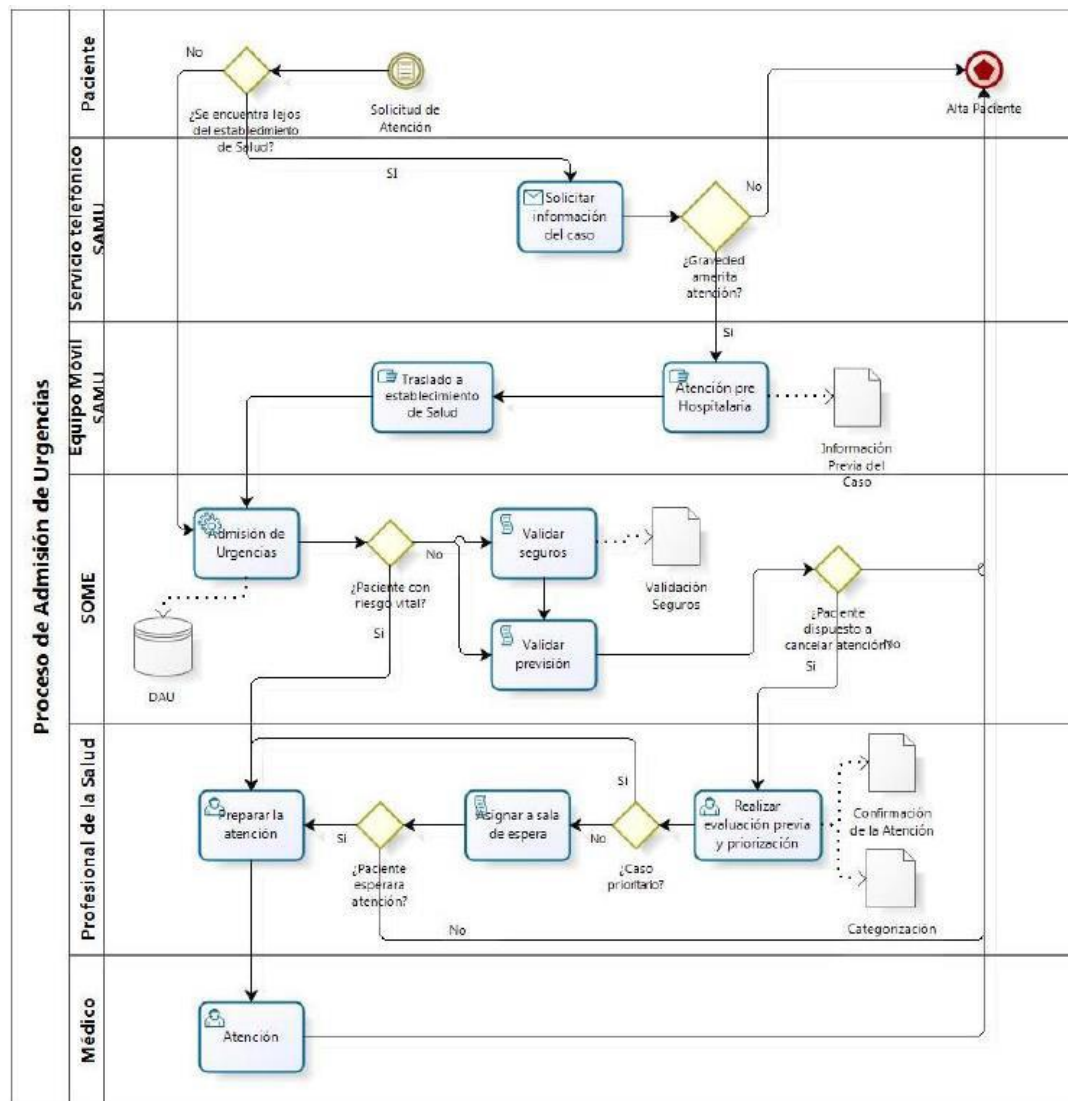 Proceso de Admisión de Urgencias
Paciente
No
¿Se encuentra lejos
del establecimiento
de Salud?
Solicitud de
Atención
Alta Paciente
Servicio telefónico
SAMU
SI
Solicitar
información
del caso
No
¿Graveded
amerita
atención?
Si
Equipo Móvil
SAMU
Traslado a
establecimiento
de Salud
Atención pre
Hospitalaria
Información
Previa del
Caso
SOME
Admisión de
Urgencias
¿Paciente con
riesgo vital?
No
Si
Validar
seguros
Validación
Seguros
Validar
previsión
¿Paciente
dispuesto a
cancelar atención?
No
Si
DAU
Profesional de la Salud
Preparar la
atención
Si
¿Paciente
esperara
atención?
No
Asignar a sala
de espera
No
Si
¿Caso
prioritario?
Realizar
evaluación previa
y priorización
Confirmación
de la Atención
Categorización
Médico
Atención